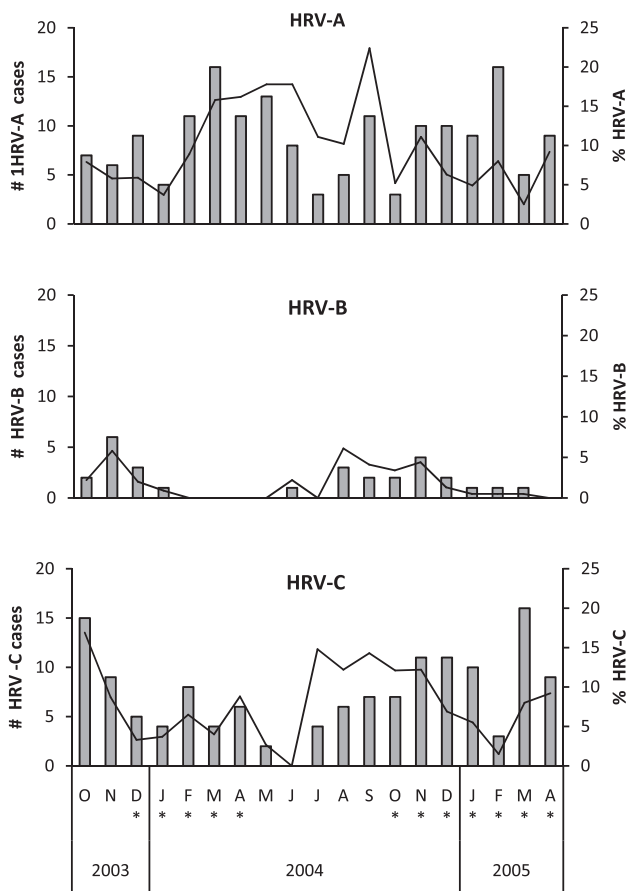 HRV-A
# 1HRV-A cases
20
15
10
5
0
25
20
15
10
5
0
% HRV-A
HRV-B
# HRV-B cases
20
15
10
5
0
25
20
15
10
5
0
% HRV-B
HRV-C
# HRV -C cases
20
15
10
5
0
25
20
15
10
5
0
% HRV-C
O N D J F M A M J J A S O N D J F M A
* * * * * * * * * * *
2003 2004 2005